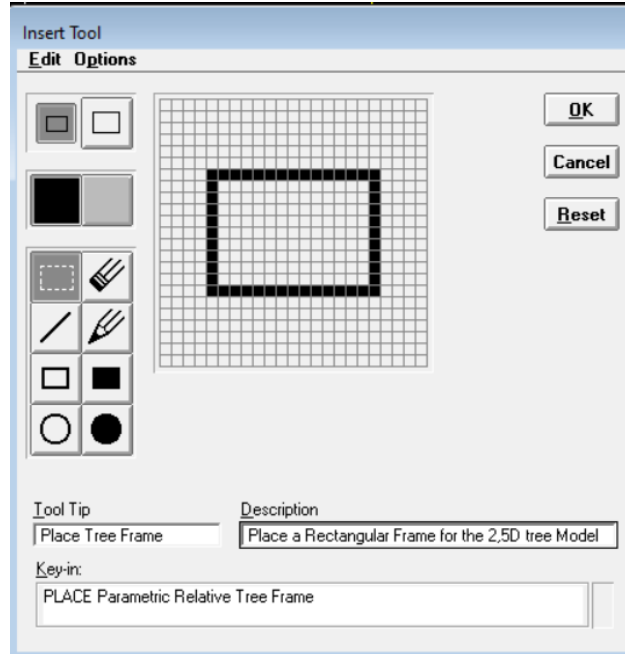 Insert Tool
Edit Options
OK
Cancel
Reset
Tool Tip
Description
Place Tree Frame
Place a Rectangular Frame for the 2,5D tree Model
Key-in:
PLACE Parametric Relative Tree Frame